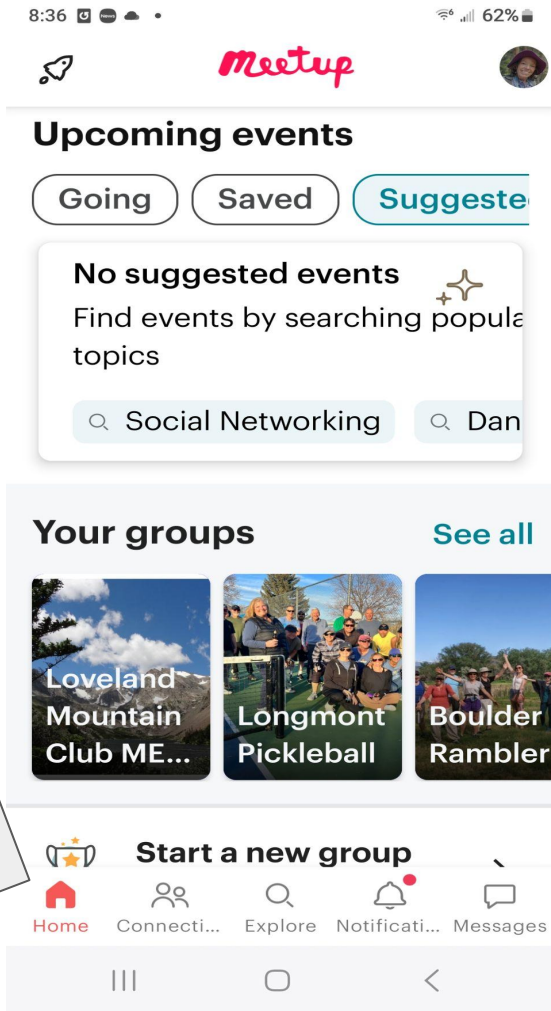 8:36
62%
meetup
Upcoming events
Going
Saved
Suggeste
No suggested events
Find events by searching popula
topics
Social Networking
Dan
Your groups
See all
Loveland
Mountain
Club ME...
Longmont
Pickleball
Boulder
Rambler
Start a new group
Home
Connecti...
Explore
Notificati...
Messages